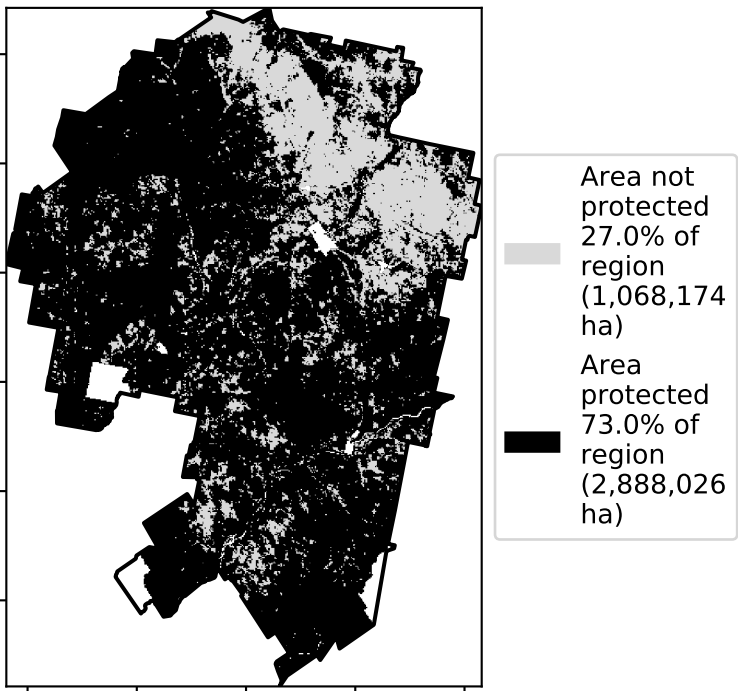 Area not
protected
27.0% of
region
(1,068,174
ha)
Area
protected
73.0% of
region
(2,888,026
ha)